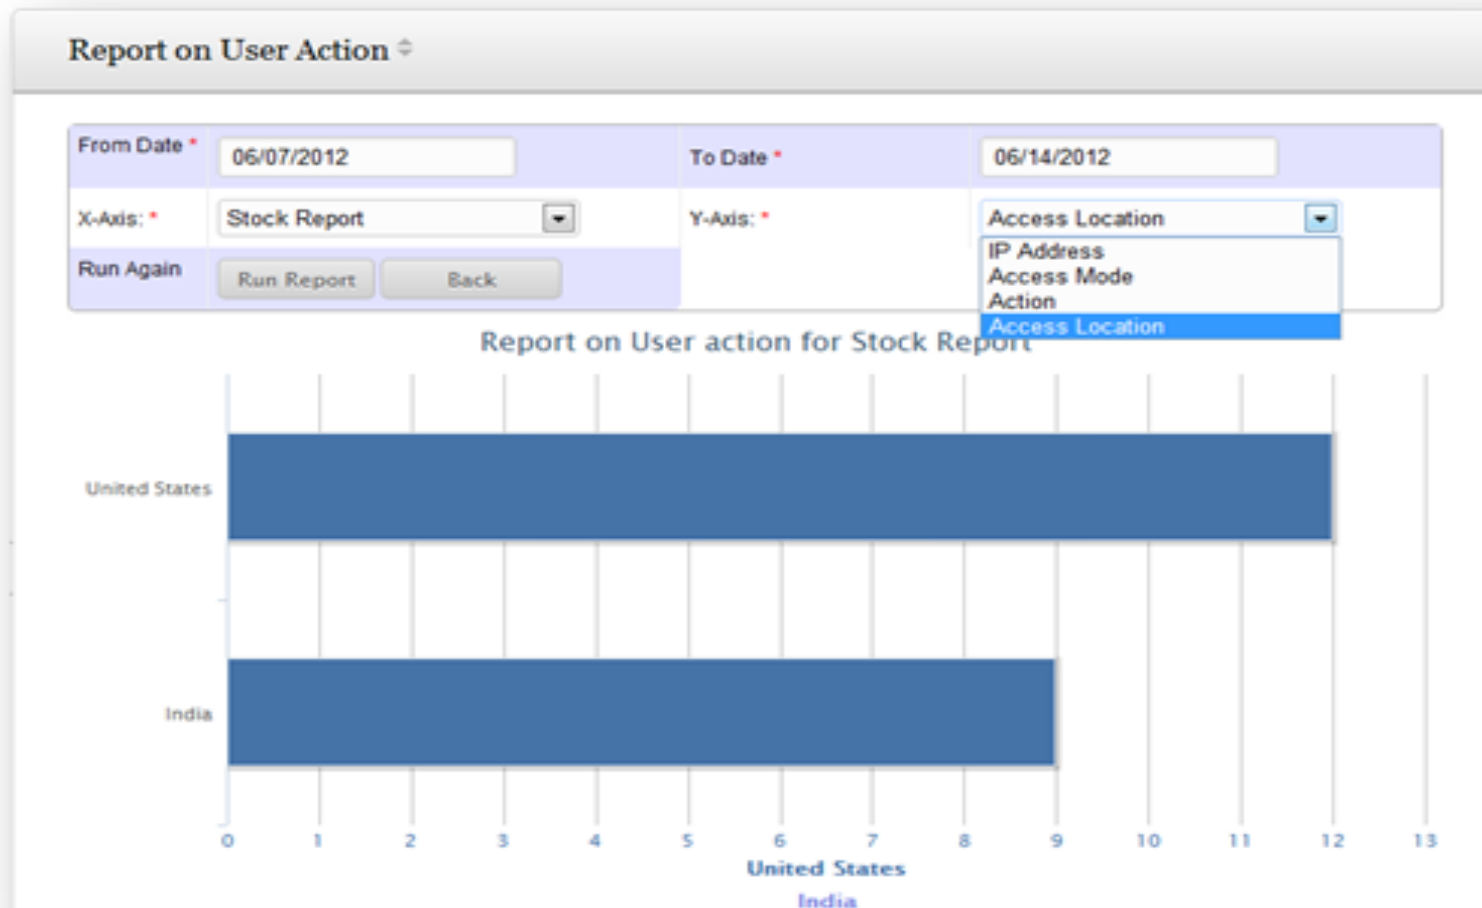 Report on User Action
From Date * 06/07/2012 To Date * 06/14/2012
X-Axis: * Stock Report Y-Axis: * Access Location
IP Address
Access Mode
Action
Access Location
Run Again Run Report Back
Report on User action for Stock Report
United States
India
0 1 2 3 4 5 6 7 8 9 10 11 12 13
United States
India